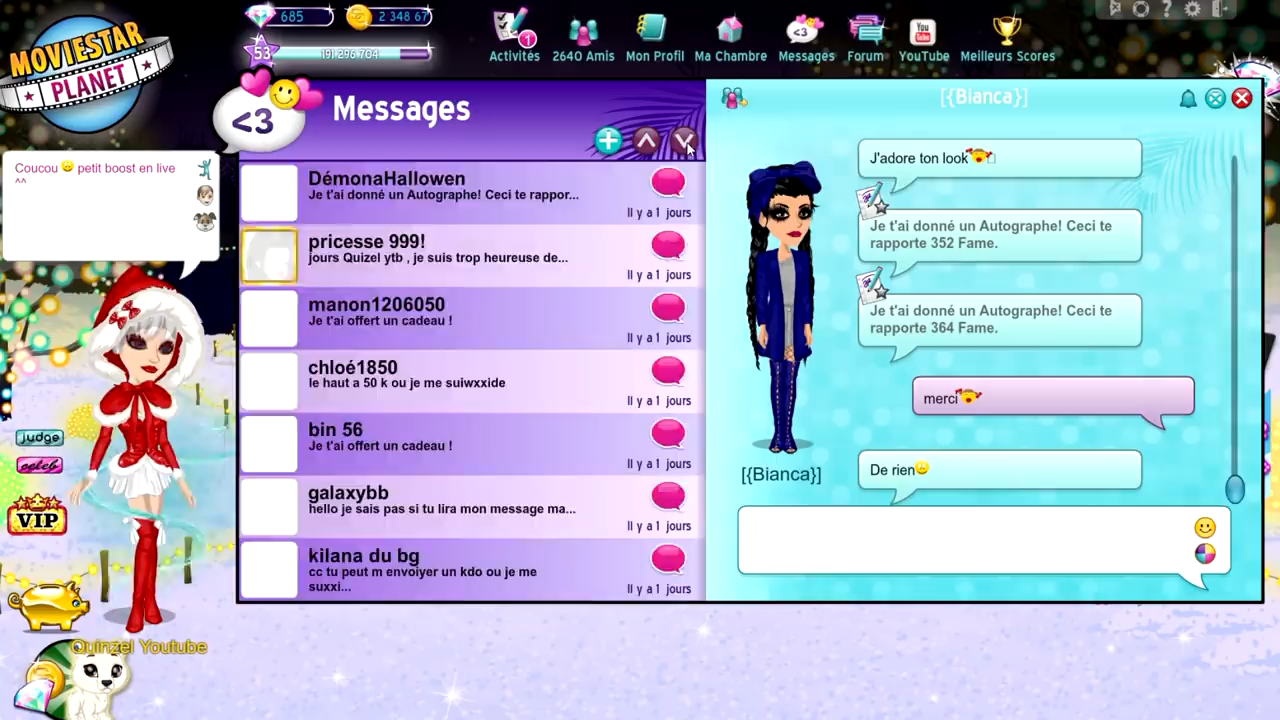 MOVIESTAR
PLANET
685
2 348 67
53
191 296 704
1
<3
You
Tube
Activités
2640 Amis
Mon Profil
Ma Chambre
Messages
Forum
YouTube
Meilleurs Scores
Coucou petit boost en live
^^
judge
celeb
VIP
Quinzel Youtube
<3
Messages
DémonaHallowen
Je t'ai donné un Autographe! Ceci te rappor...
Il y a 1 jours
pricesse 999!
jours Quizel ytb , je suis trop heureuse de...
Il y a 1 jours
manon1206050
Je t'ai offert un cadeau !
Il y a 1 jours
chloé1850
le haut a 50 k ou je me suiwxxide
Il y a 1 jours
bin 56
Je t'ai offert un cadeau !
Il y a 1 jours
galaxybb
hello je sais pas si tu lira mon message ma...
Il y a 1 jours
kilana du bg
cc tu peut m envoiyer un kdo ou je me
suxxi...
Il y a 1 jours
[{Bianca}]
J'adore ton look
Je t'ai donné un Autographe! Ceci te
rapporte 352 Fame.
Je t'ai donné un Autographe! Ceci te
rapporte 364 Fame.
merci
De rien
[{Bianca}]